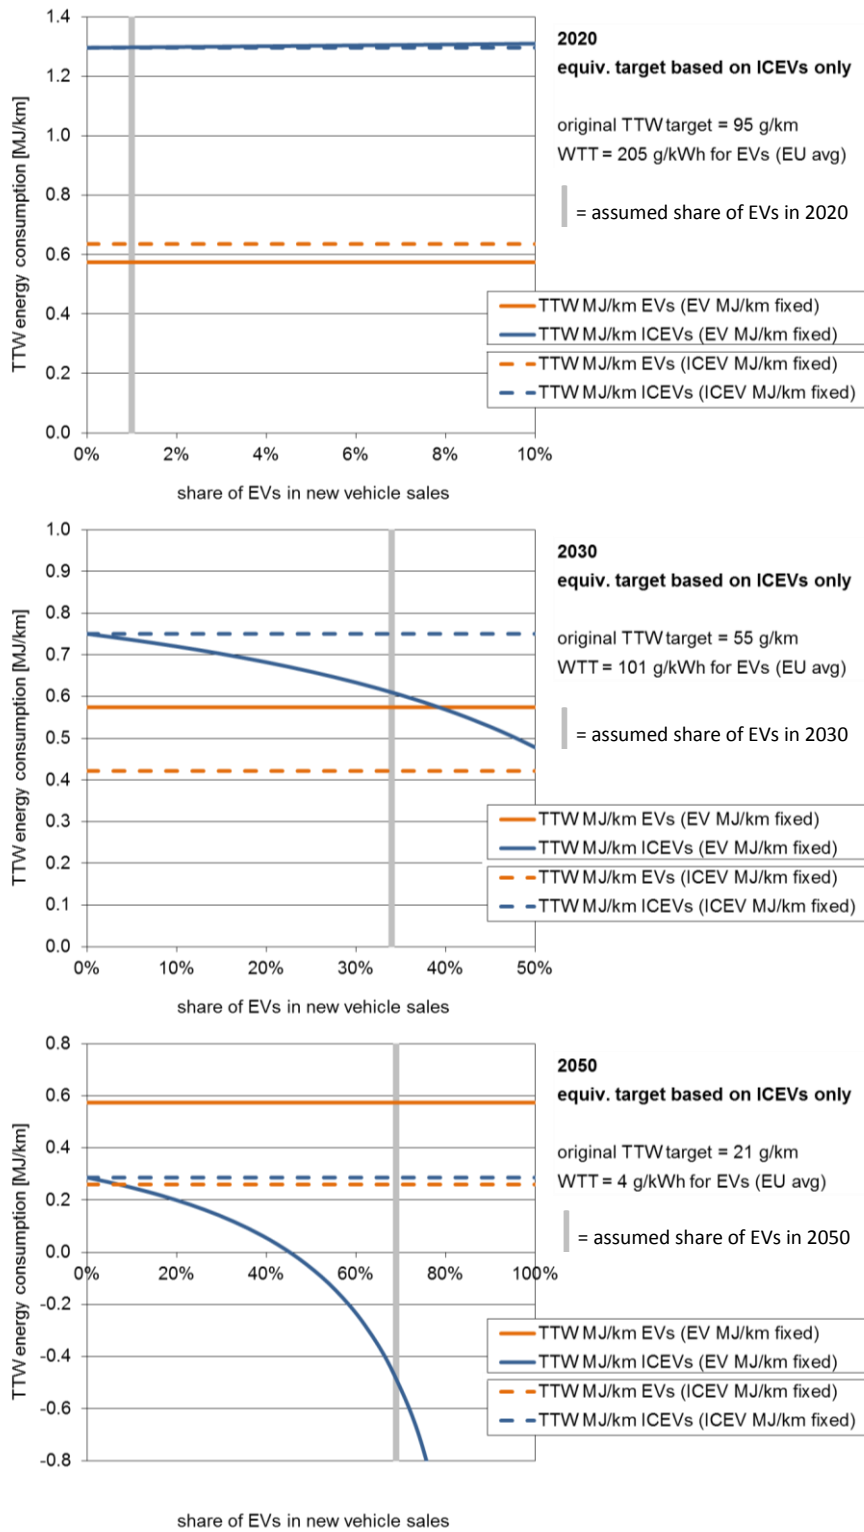 1.4
1.2
1.0
0.8
0.6
0.4
0.2
0.0
TTW energy consumption [MJ/km]
0%
2%
4%
6%
8%
10%
share of EVs in new vehicle sales
2020
equiv. target based on ICEVs only
original TTW target = 95 g/km
WTT = 205 g/kWh for EVs (EU avg)
= assumed share of EVs in 2020
TTW MJ/km EVs (EV MJ/km fixed)
TTW MJ/km ICEVs (EV MJ/km fixed)
TTW MJ/km EVs (ICEV MJ/km fixed)
TTW MJ/km ICEVs (ICEV MJ/km fixed)
1.0
0.9
0.8
0.7
0.6
0.5
0.4
0.3
0.2
0.1
0.0
TTW energy consumption [MJ/km]
0%
10%
20%
30%
40%
50%
share of EVs in new vehicle sales
2030
equiv. target based on ICEVs only
original TTW target = 55 g/km
WTT = 101 g/kWh for EVs (EU avg)
= assumed share of EVs in 2030
TTW MJ/km EVs (EV MJ/km fixed)
TTW MJ/km ICEVs (EV MJ/km fixed)
TTW MJ/km EVs (ICEV MJ/km fixed)
TTW MJ/km ICEVs (ICEV MJ/km fixed)
0.8
0.6
0.4
0.2
0.0
-0.2
-0.4
-0.6
-0.8
TTW energy consumption [MJ/km]
0%
20%
40%
60%
80%
100%
share of EVs in new vehicle sales
2050
equiv. target based on ICEVs only
original TTW target = 21 g/km
WTT = 4 g/kWh for EVs (EU avg)
= assumed share of EVs in 2050
TTW MJ/km EVs (EV MJ/km fixed)
TTW MJ/km ICEVs (EV MJ/km fixed)
TTW MJ/km EVs (ICEV MJ/km fixed)
TTW MJ/km ICEVs (ICEV MJ/km fixed)